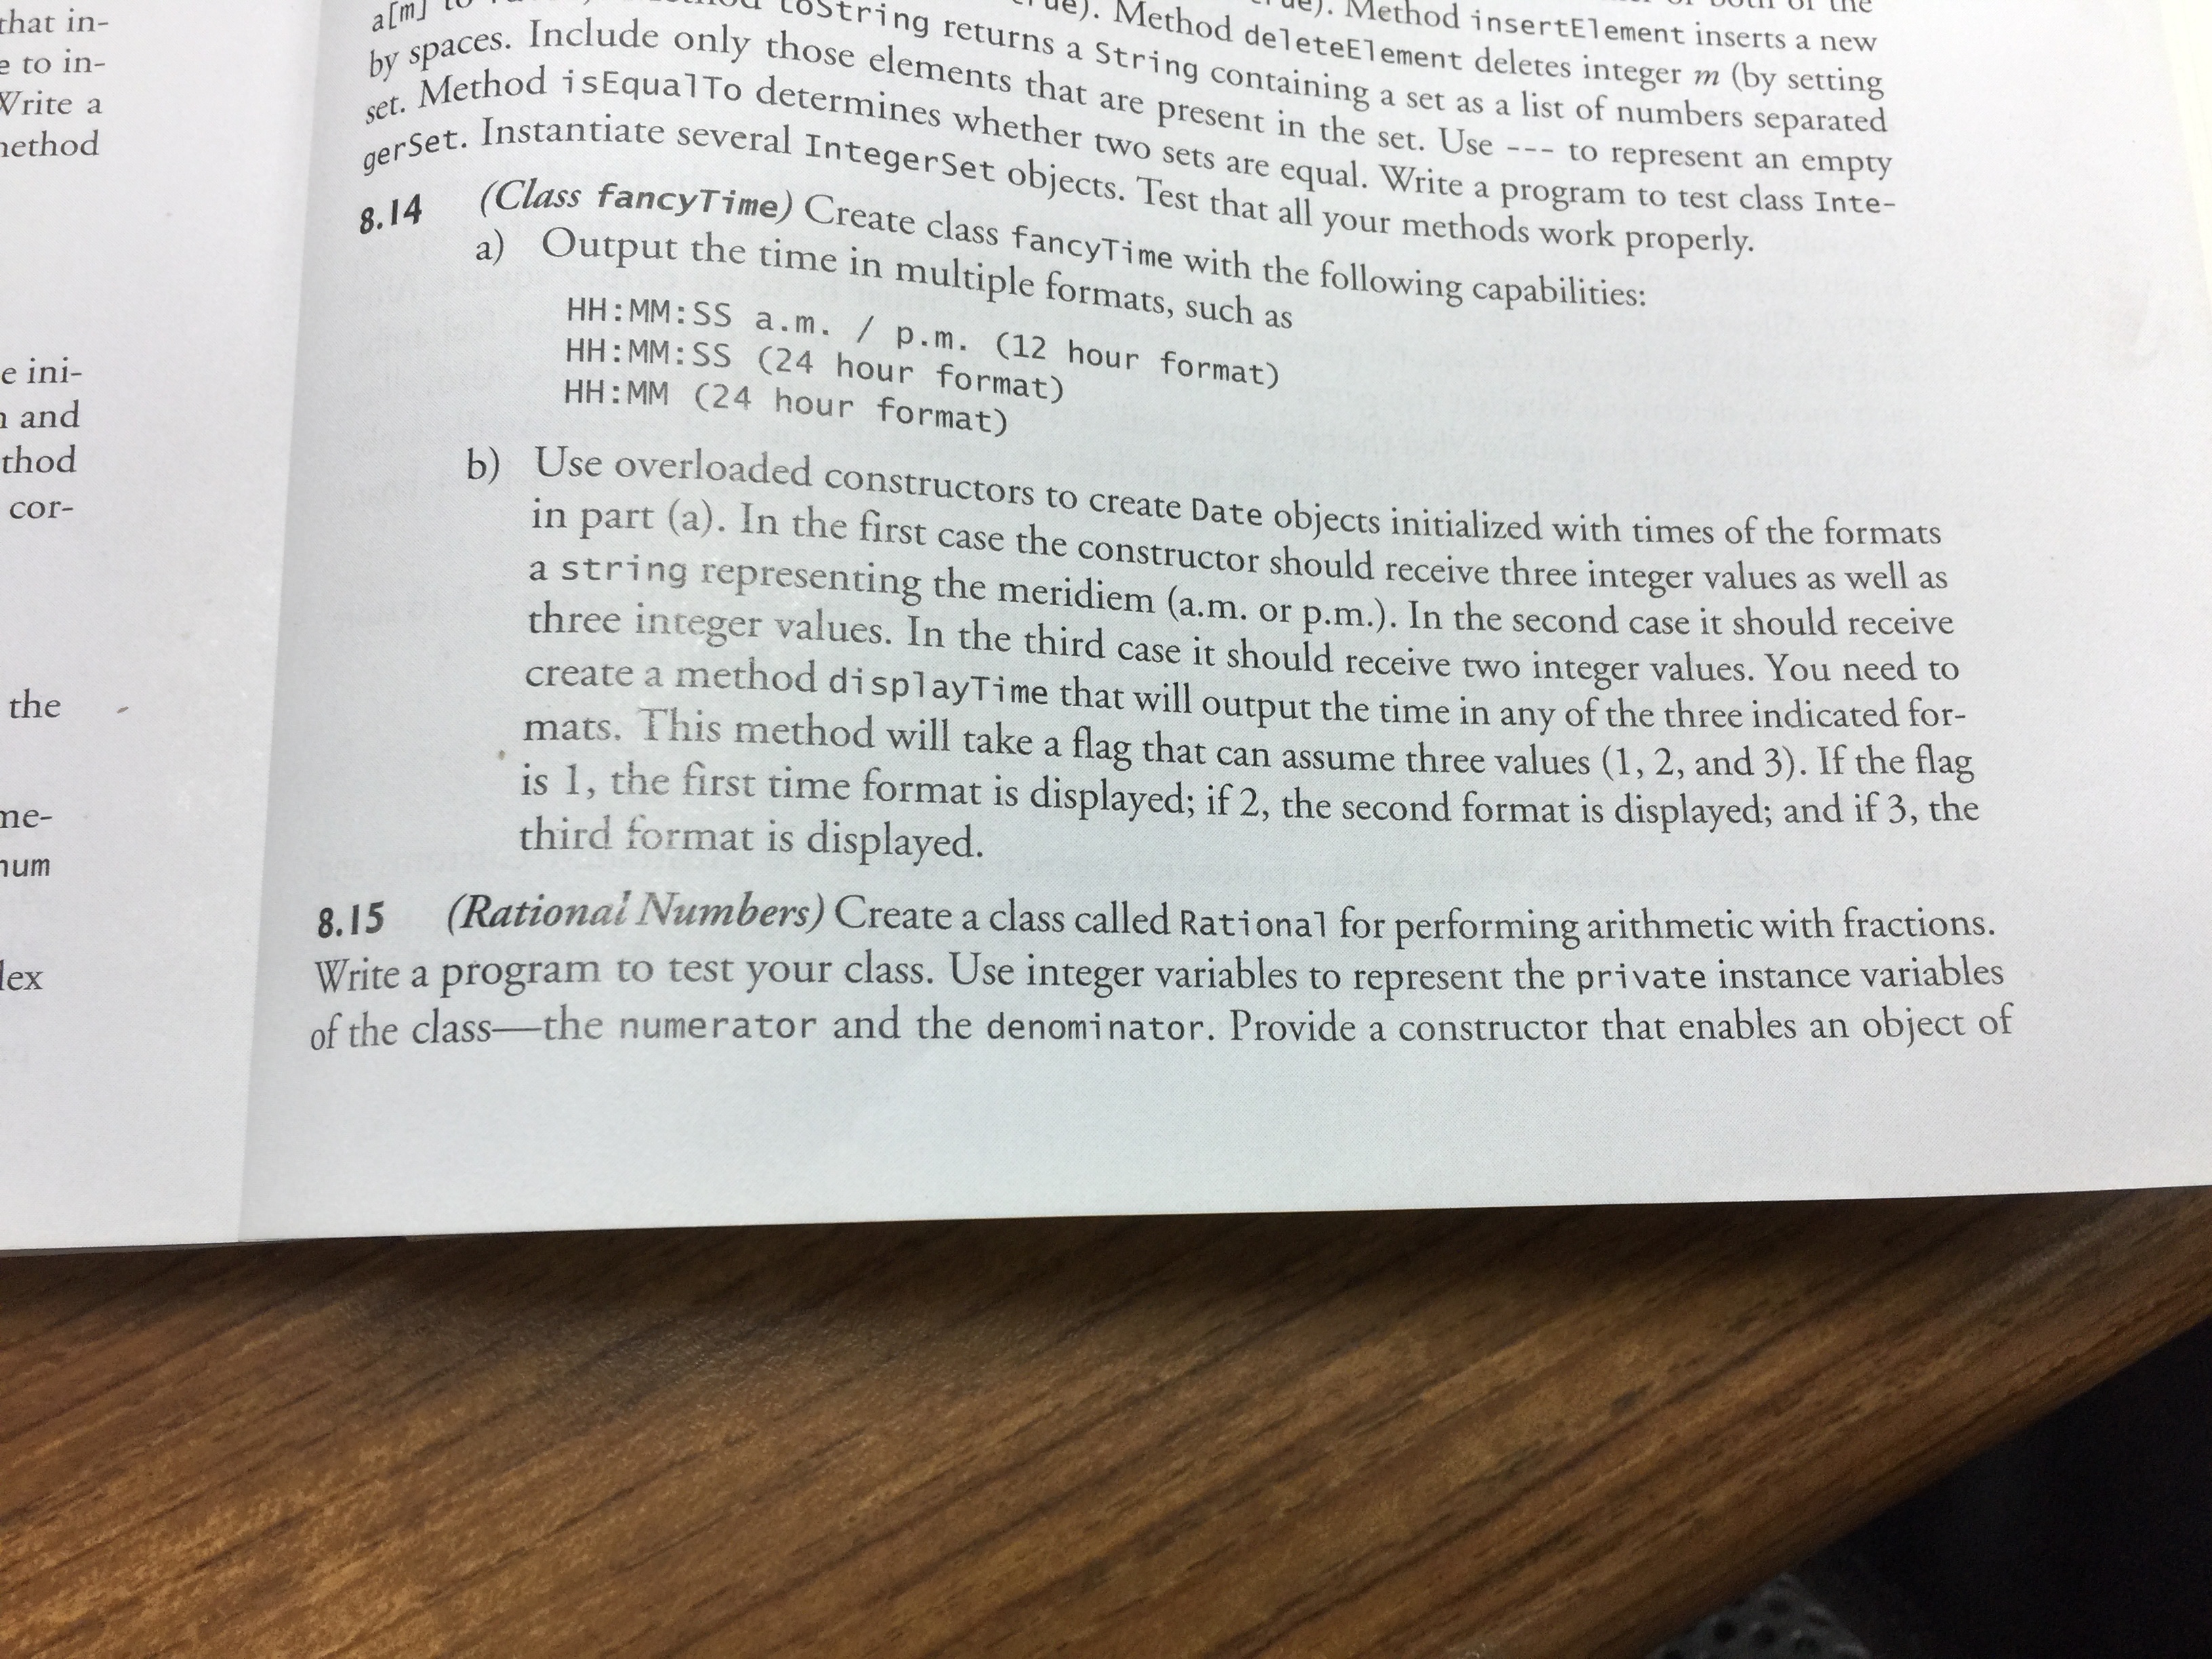 that in-
e to in-
Write a
method
e ini-
and
thod
cor-
the
me-
num
lex
a[m] to toString returns a String containing a set as a list of numbers separated
by spaces. Include only those elements that are present in the set. Use --- to represent an empty
set. Method isEqualTo determines whether two sets are equal. Write a program to test class Inte-
gerSet. Instantiate several IntegerSet objects. Test that all your methods work properly.
both of the
true). Method insertElement inserts a new
true). Method deleteElement deletes integer m (by setting
8.14 (Class fancyTime) Create class fancyTime with the following capabilities:
a) Output the time in multiple formats, such as
HH:MM:SS a.m. / p.m. (12 hour format)
HH:MM:SS (24 hour format)
HH:MM (24 hour format)
b) Use overloaded constructors to create Date objects initialized with times of the formats
in part (a). In the first case the constructor should receive three integer values as well as
a string representing the meridiem (a.m. or p.m.). In the second case it should receive
three integer values. In the third case it should receive two integer values. You need to
create a method displayTime that will output the time in any of the three indicated for-
mats. This method will take a flag that can assume three values (1, 2, and 3). If the flag
is 1, the first time format is displayed; if 2, the second format is displayed; and if 3, the
third format is displayed.
8.15 (Rational Numbers) Create a class called Rational for performing arithmetic with fractions.
Write a program to test your class. Use integer variables to represent the private instance variables
of the class—the numerator and the denominator. Provide a constructor that enables an object of